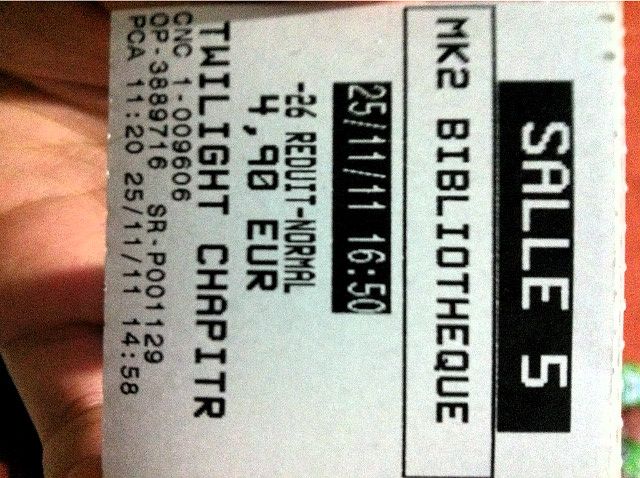 SALLE 5
MK2 BIBLIOTHEQUE
25/11/11 16:50
-26 REDUIT-NORMAL
4,90 EUR
TWILIGHT CHAPITR
CNC 1-009606
OP-3889716 SR-P001129
PCA 11:20 25/11/11 14:58